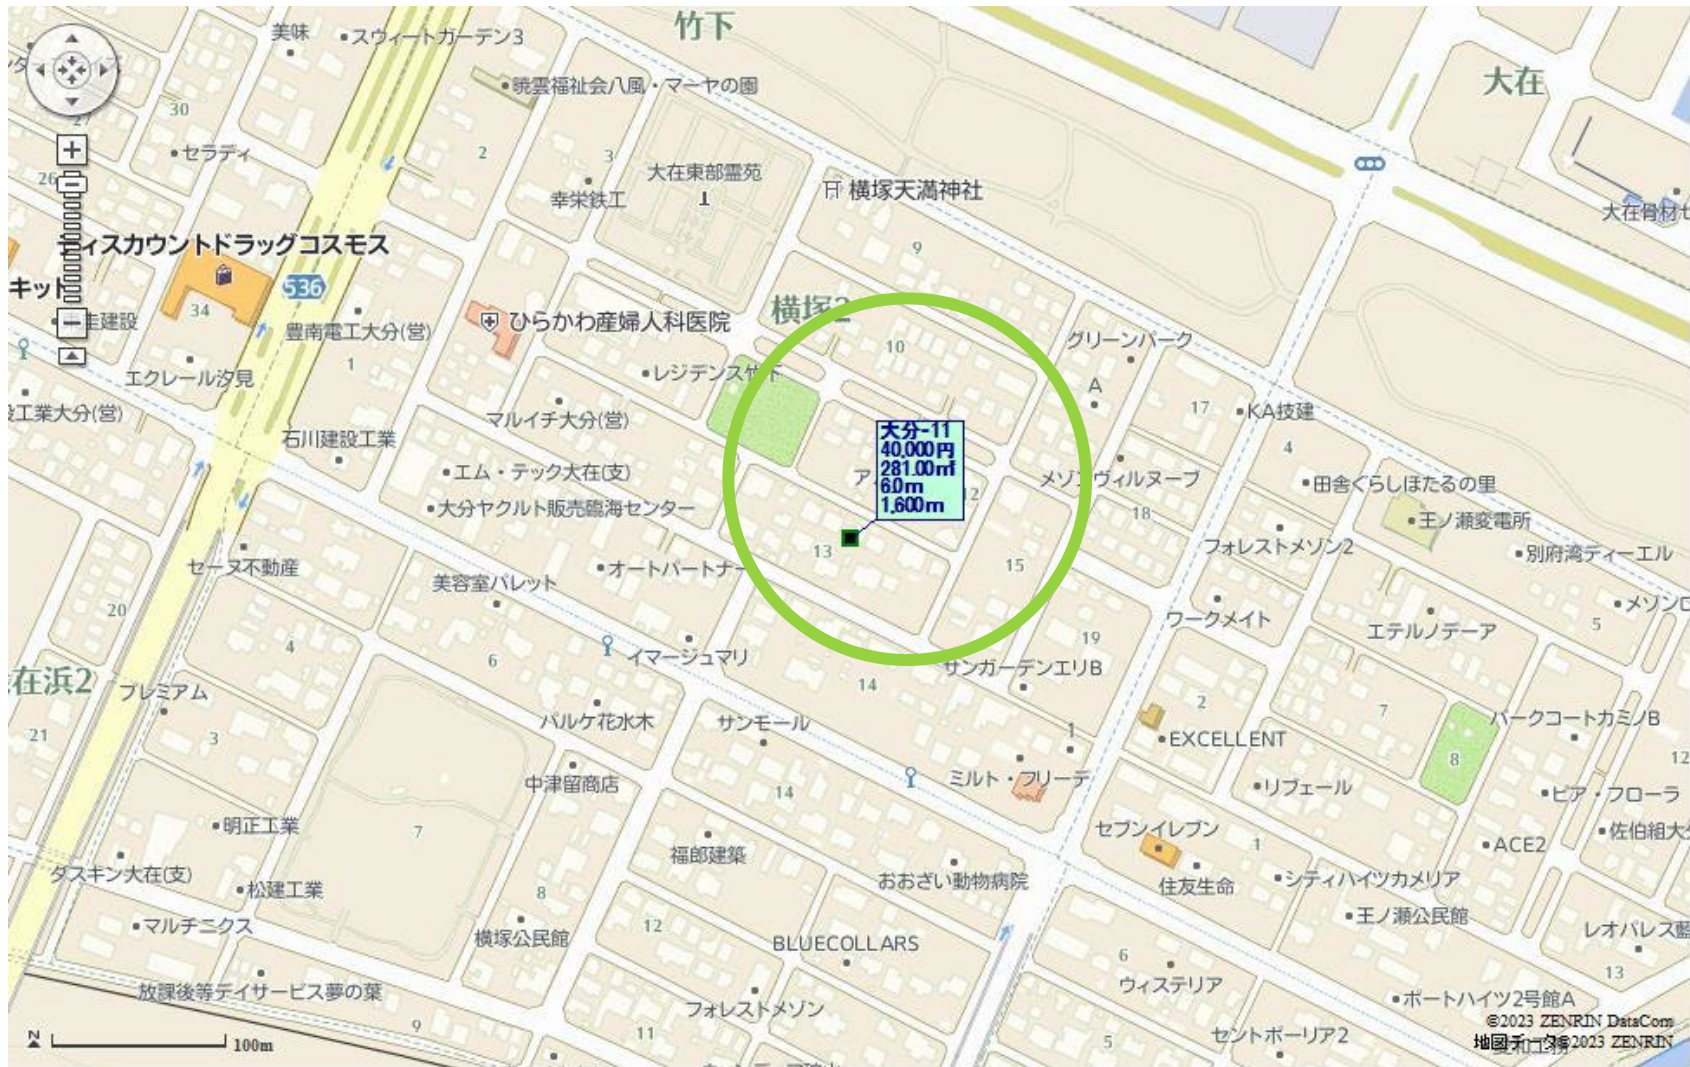 美味
スウィートガーデン3
竹下
大在
暁雲福祉会八風・マーヤの園
27
30
セラディ
2
3
大在東部霊苑
幸栄鉄工
26
横塚天満神社
大在骨材セ
ディスカウントドラッグコスモス
9
キット
536
34
横塚2
豊南電工大分(営)
ひらかわ産婦人科医院
グリーンパーク
1
10
エクレール汐見
レジデンス竹下
A
17
KA技建
設工業大分(営)
マルイチ大分(営)
石川建設工業
4
大分-11
40,000円
281.00㎡
6.0m
1,600m
エム・テック大在(支)
メゾンヴィルヌーブ
田舎ぐらしほたるの里
12
大分ヤクルト販売臨海センター
18
王ノ瀬変電所
13
フォレストメゾン2
別府湾ディーエル
セーヌ不動産
オートパートナー
15
美容室パレット
20
ワークメイト
エテルノデーア
5
4
19
6
イマージュマリ
サンガーデンエリB
在浜2
プレミアム
14
2
7
パークコートカミノB
パルケ花水木
サンモール
21
3
1
EXCELLENT
8
12
中津留商店
ミルト・フリーデ
14
リブェール
ピア・フローラ
明正工業
7
セブンイレブン
1
福郎建築
ACE2
ダスキン大在(支)
松建工業
おおざい動物病院
住友生命
シティハイツカメリア
8
王ノ瀬公民館
マルチニクス
横塚公民館
12
BLUECOLLARS
6
13
放課後等デイサービス夢の葉
ウィステリア
フォレストメゾン
ポートハイツ2号館A
9
11
5
セントポーリア2
©2023 ZENRIN DataCom
地図データ©2023 ZENRIN
N
100m